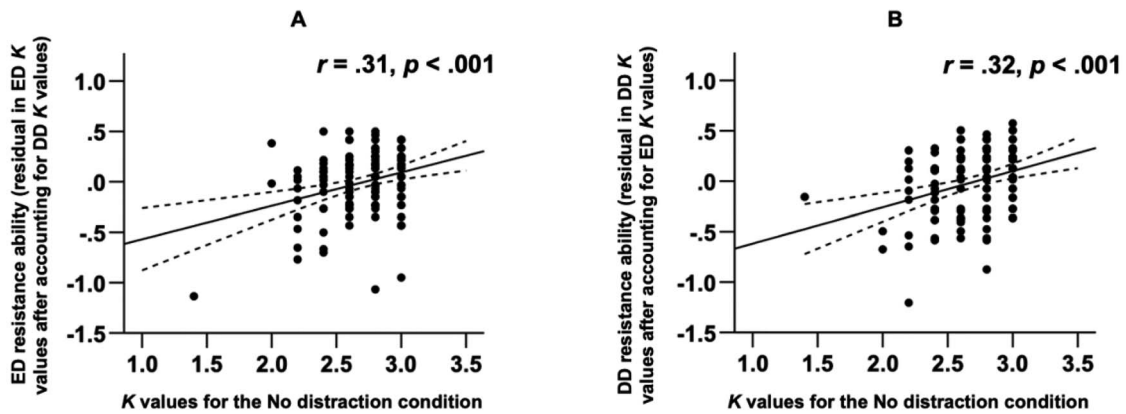 A
r = .31, p < .001
ED resistance ability (residual in ED K
values after accounting for DD K values)
1.0
.5
.0
-.5
-1.0
-1.5
1.0 1.5 2.0 2.5 3.0 3.5
K values for the No distraction condition
B
r = .32, p < .001
DD resistance ability (residual in DD K
values after accounting for ED K values)
1.0
.5
.0
-.5
-1.0
-1.5
1.0 1.5 2.0 2.5 3.0 3.5
K values for the No distraction condition